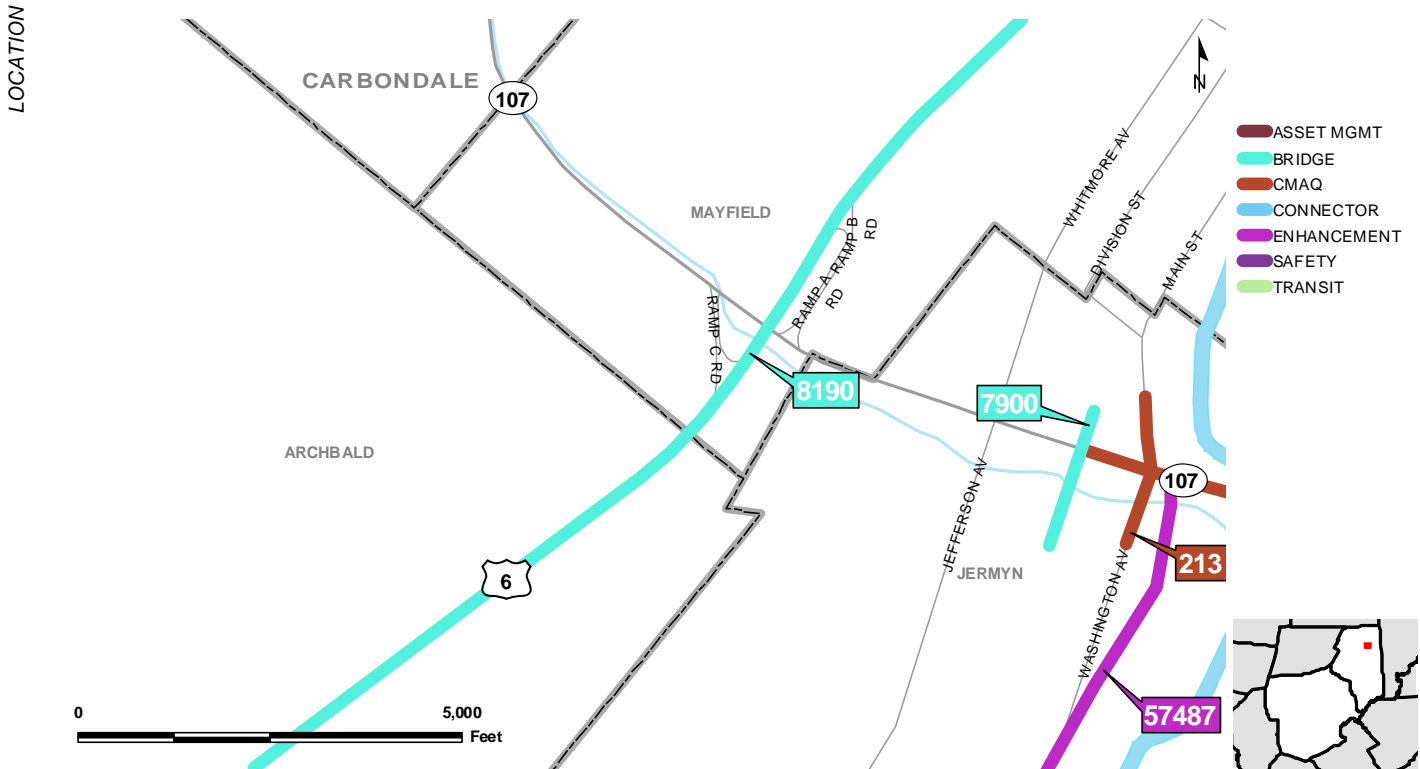 LOCATION
CARBONDALE
107
N
WHITMORE AV
DIVISION ST
MAIN ST
ASSET MGMT
BRIDGE
CMAQ
CONNECTOR
ENHANCEMENT
SAFETY
TRANSIT
MAYFIELD
RAMP B
RD
RAMP A
RD
RAMP C RD
8190
7900
ARCHBALD
107
JEFFERSON AV
213
JERMYN
6
WASHINGTON AV
57487
0
5,000
Feet